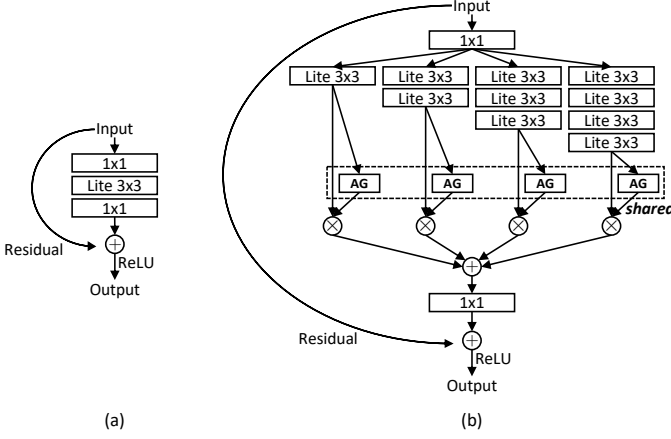 Input
1x1
Lite 3x3
1x1
Residual
ReLU
Output
(a)
Input
1x1
Lite 3x3 Lite 3x3 Lite 3x3 Lite 3x3
Lite 3x3 Lite 3x3 Lite 3x3
Lite 3x3 Lite 3x3
Lite 3x3
AG AG AG AG
shared
1x1
Residual
ReLU
Output
(b)